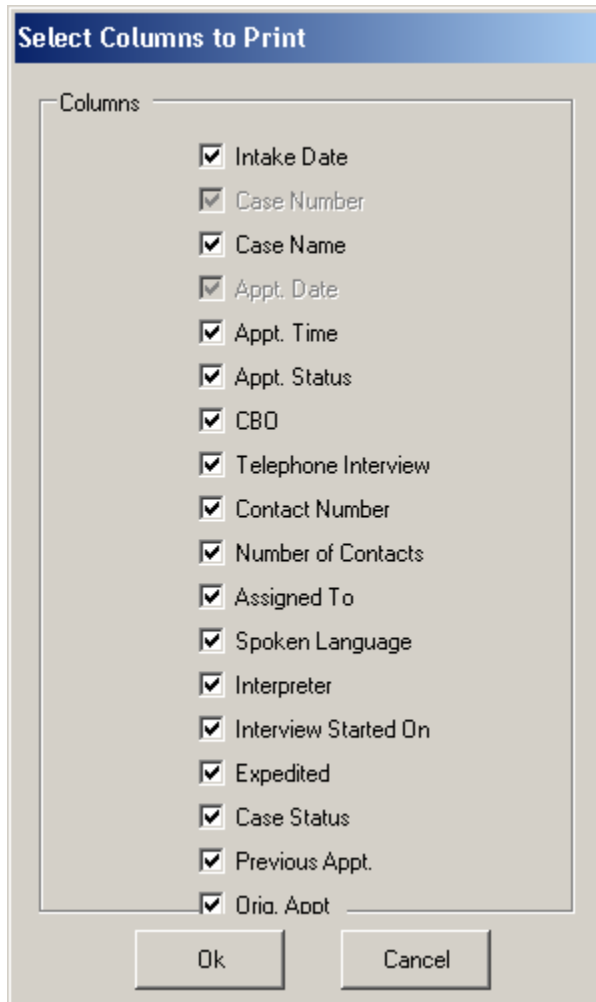 Select Columns to Print
Columns
Intake Date
Case Number
Case Name
Appt. Date
Appt. Time
Appt. Status
CBO
Telephone Interview
Contact Number
Number of Contacts
Assigned To
Spoken Language
Interpreter
Interview Started On
Expedited
Case Status
Previous Appt.
Orig. Appt
Ok Cancel